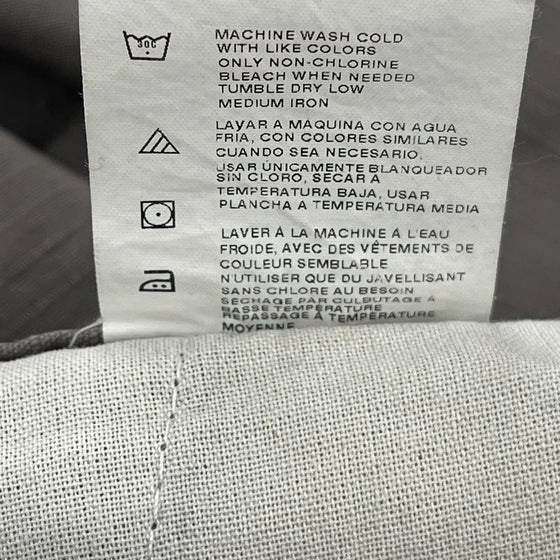 30C
MACHINE WASH COLD
WITH LIKE COLORS
ONLY NON-CHLORINE
BLEACH WHEN NEEDED
TUMBLE DRY LOW
MEDIUM IRON
LAVAR A MAQUINA CON AGUA
FRIA, CON COLORES SIMILARES
CUANDO SEA NECESARIO,
USAR ÚNICAMENTE BLANQUEADOR
SIN CLORO, SECAR A
TEMPERATURA BAJA, USAR
PLANCHA A TEMPERATURA MEDIA
LAVER À LA MACHINE À L'EAU
FROIDE, AVEC DES VÊTEMENTS DE
COULEUR SEMBLABLE
N'UTILISER QUE DU JAVELLISANT
SANS CHLORE AU BESOIN
SÉCHAGE PAR CULBUTAGE À
BASSE TEMPÉRATURE
REPASSAGE À TEMPÉRATURE
MOYENNE